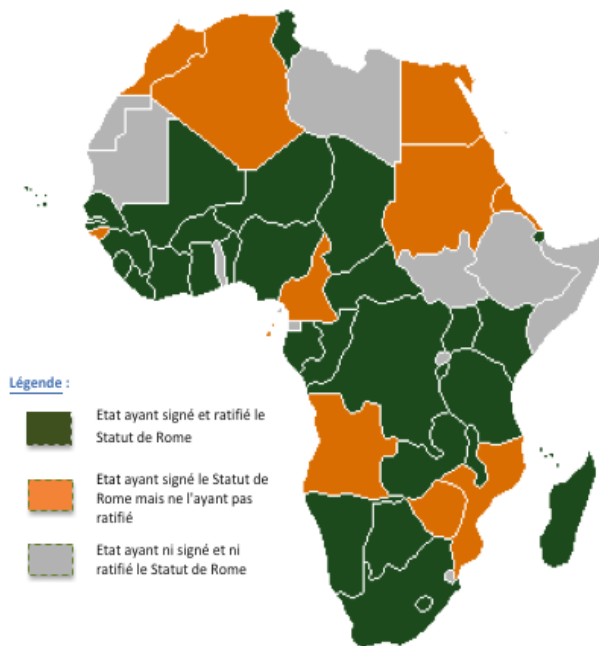 Légende :
Etat ayant signé et ratifié le
Statut de Rome
Etat ayant signé le Statut de
Rome mais ne l'ayant pas
ratifié
Etat ayant ni signé et ni
ratifié le Statut de Rome